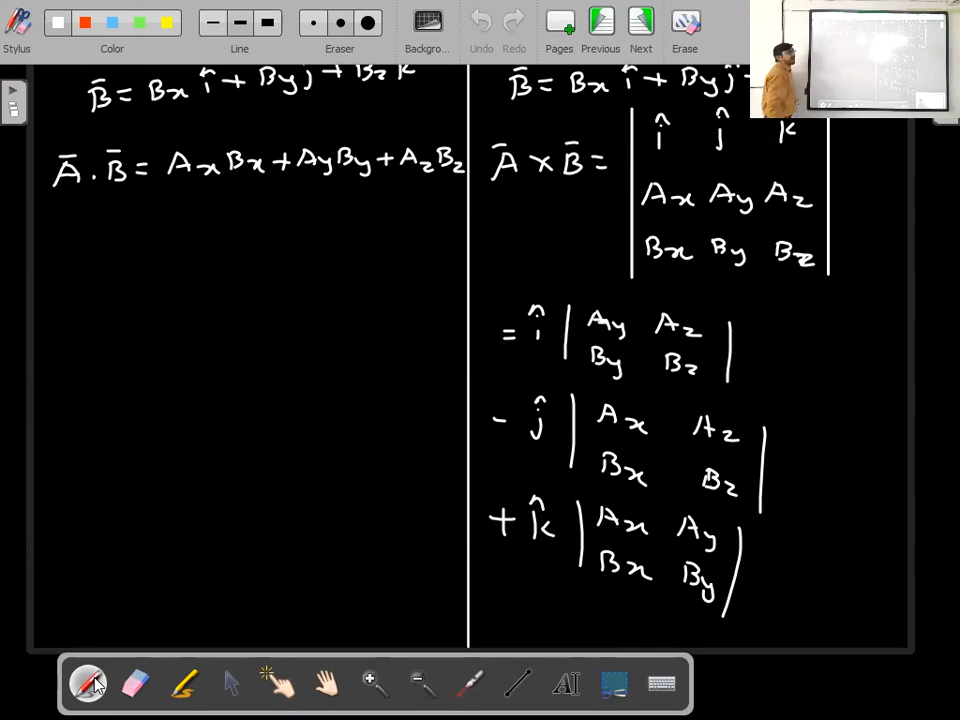 Stylus Color Line Eraser Backgro... Undo Redo Pages Previous Next Erase
B̄ = Bx î + By ĵ + Bz k̂
Ā . B̄ = AxBx + AyBy + AzBz
B̄ = Bx î + By ĵ
Ā × B̄ = | î ĵ k |
| Ax Ay Az |
| Bx By Bz |
= î | Ay Az |
| By Bz |
- ĵ | Ax Az |
| Bx Bz |
+ k̂ | Ax Ay |
| Bx By |